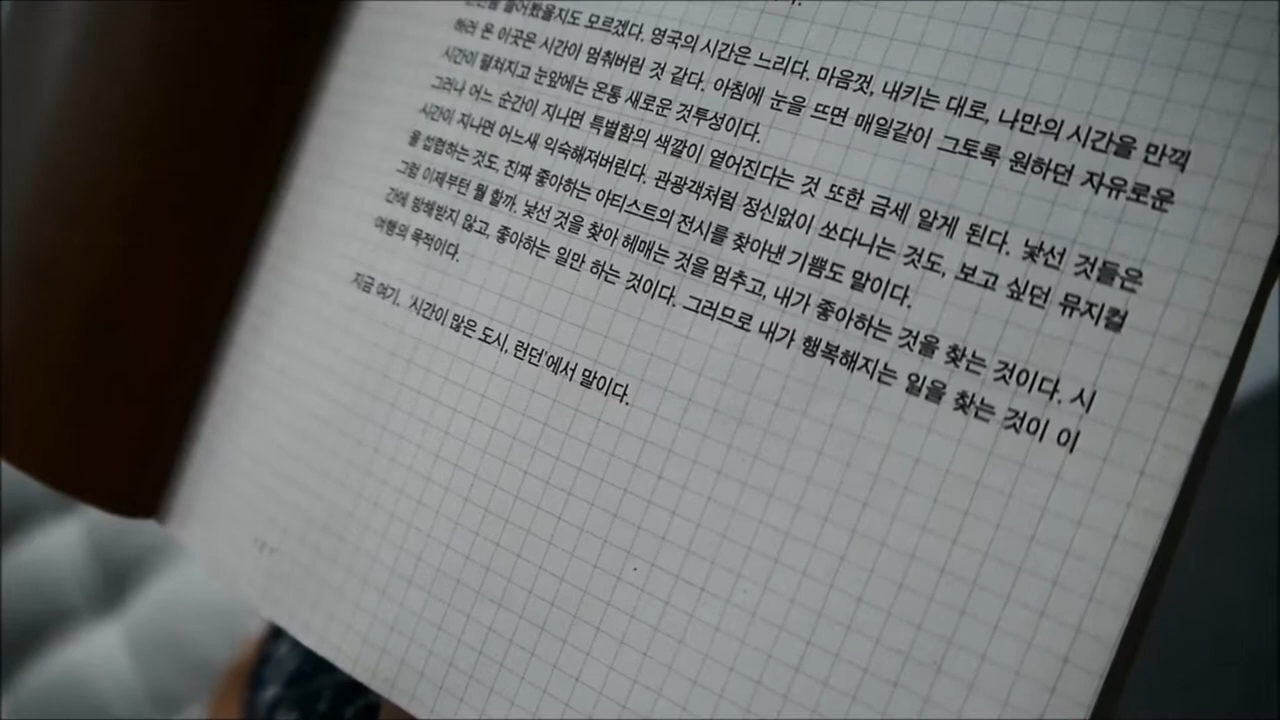 들어봤을지도 모르겠다. 영국의 시간은 느리다. 마음껏, 내키는 대로, 나만의 시간을 만끽
하러 온 이곳은 시간이 멈춰버린 것 같다. 아침에 눈을 뜨면 매일같이 그토록 원하던 자유로운
시간이 펼쳐지고 눈앞에는 온통 새로운 것투성이다.
그러나 어느 순간이 지나면 특별함의 색깔이 옅어진다는 것 또한 금세 알게 된다. 낯선 것들은
시간이 지나면 어느새 익숙해져버린다. 관광객처럼 정신없이 쏘다니는 것도, 보고 싶던 뮤지컬
을 섭렵하는 것도, 진짜 좋아하는 아티스트의 전시를 찾아낸 기쁨도 말이다.
그럼 이제부턴 뭘 할까. 낯선 것을 찾아 헤매는 것을 멈추고, 내가 좋아하는 것을 찾는 것이다. 시
간에 방해받지 않고, 좋아하는 일만 하는 것이다. 그러므로 내가 행복해지는 일을 찾는 것이 이
여행의 목적이다.
지금 여기, '시간이 많은 도시, 런던'에서 말이다.